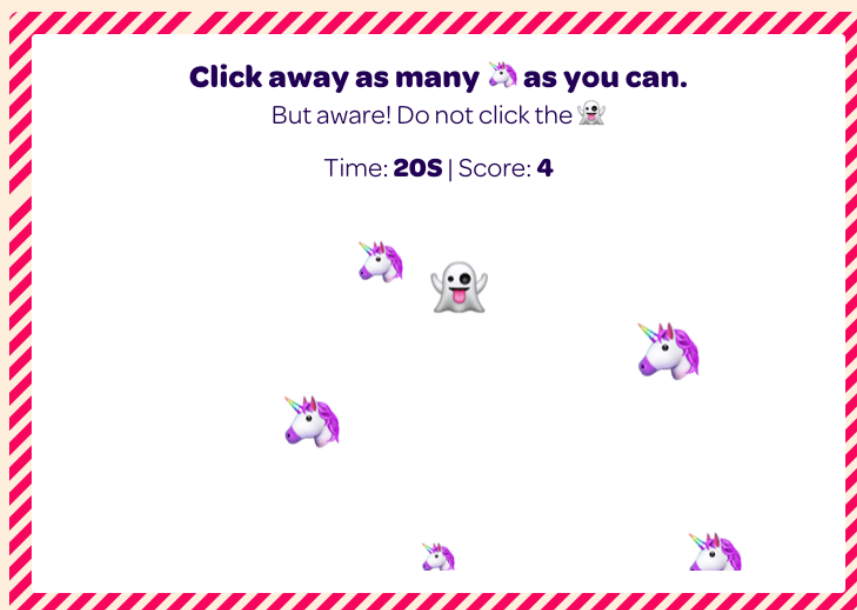 Click away as many 🦄 as you can.
But aware! Do not click the 👻
Time: 20S | Score: 4